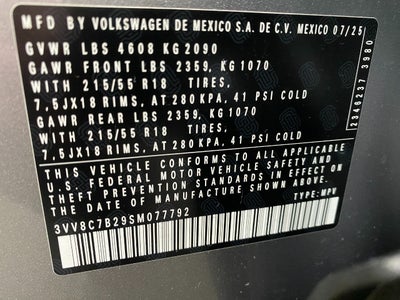 MFD BY VOLKSWAGEN DE MEXICO S.A. DE C.V. MEXICO 07/25
GVWR LBS 4608 KG 2090
GAWR FRONT LBS 2359, KG 1070
WITH 215/55 R18 TIRES,
7,5JX18 RIMS, AT 280 KPA, 41 PSI COLD
GAWR REAR LBS 2359, KG 1070
WITH 215/55 R18 TIRES,
7,5JX18 RIMS, AT 280 KPA, 41 PSI COLD
THIS VEHICLE CONFORMS TO ALL APPLICABLE
U.S. FEDERAL MOTOR VEHICLE SAFETY AND
THEFT PREVENTION STANDARDS IN EFFECT ON
THE DATE OF MANUFACTURE SHOWN ABOVE.
3VV8C7B29SM077792 TYPE: MPV
2346237 3980